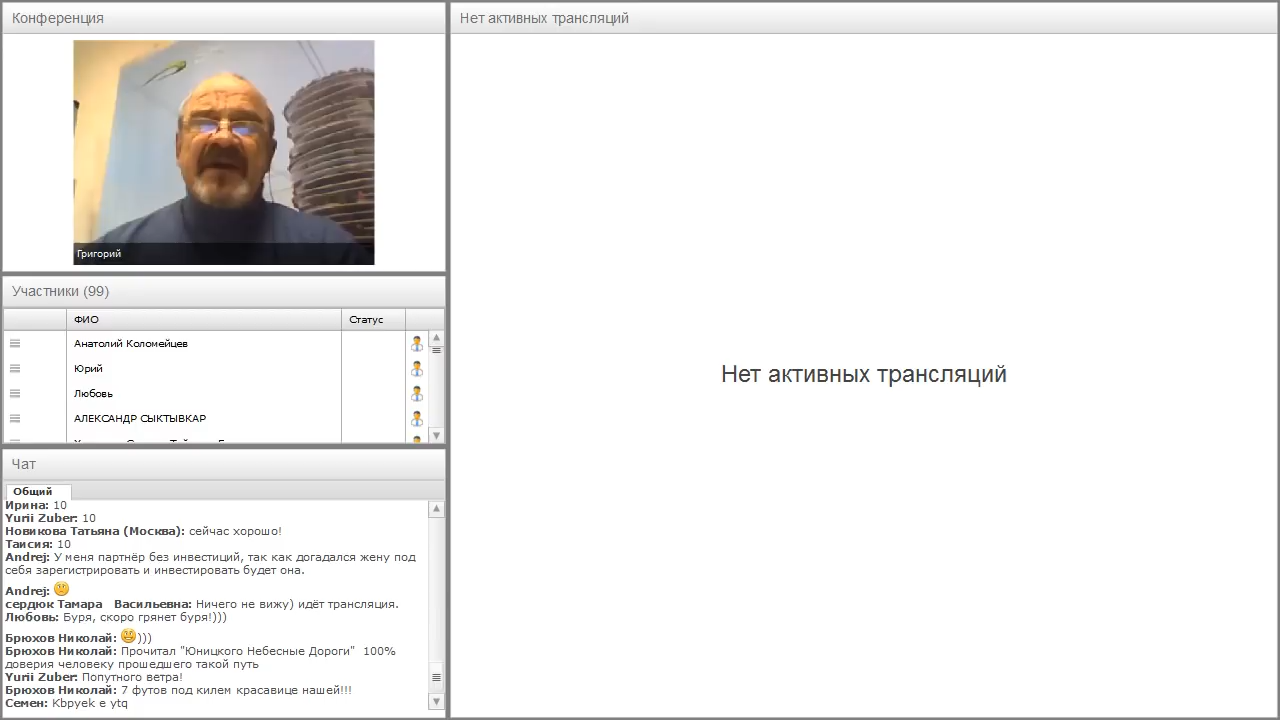 Конференция
Нет активных трансляций
Григорий
Участники (99)
ФИО
Статус
Анатолий Коломейцев
Юрий
Любовь
АЛЕКСАНДР СЫКТЫВКАР
Чат
Общий
Ирина: 10
Yurii Zuber: 10
Новикова Татьяна (Москва): сейчас хорошо!
Таисия: 10
Andrej: У меня партнёр без инвестиций, так как догадался жену под
себя зарегистрировать и инвестировать будет она.
Andrej:
сердюк Тамара Васильевна: Ничего не вижу) идёт трансляция.
Любовь: Буря, скоро грянет буря!)))
Брюхов Николай: )))
Брюхов Николай: Прочитал "Юницкого Небесные Дороги" 100%
доверия человеку прошедшего такой путь
Yurii Zuber: Попутного ветра!
Брюхов Николай: 7 футов под килем красавице нашей!!!
Семен: Kbpyek e ytq
Нет активных трансляций